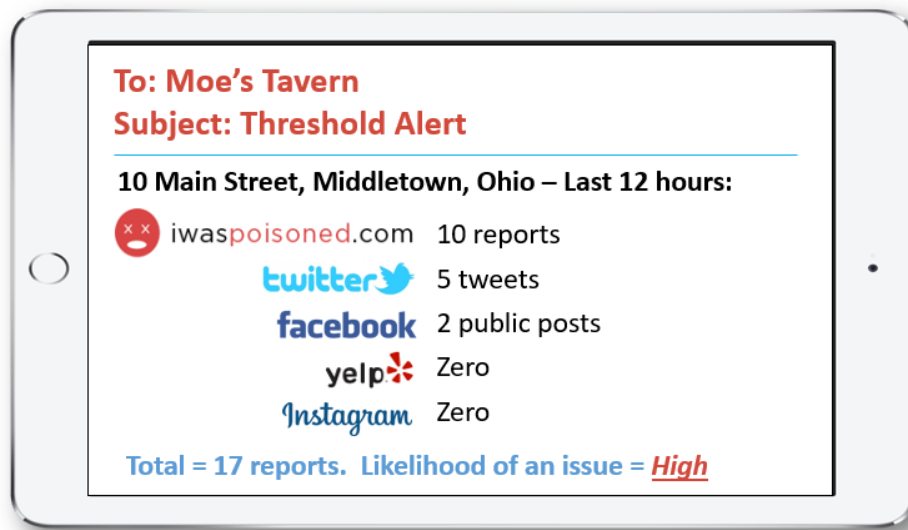 To: Moe's Tavern
Subject: Threshold Alert
10 Main Street, Middletown, Ohio – Last 12 hours:
iwaspoisoned.com 10 reports
twitter 5 tweets
facebook 2 public posts
yelp Zero
Instagram Zero
Total = 17 reports. Likelihood of an issue = High